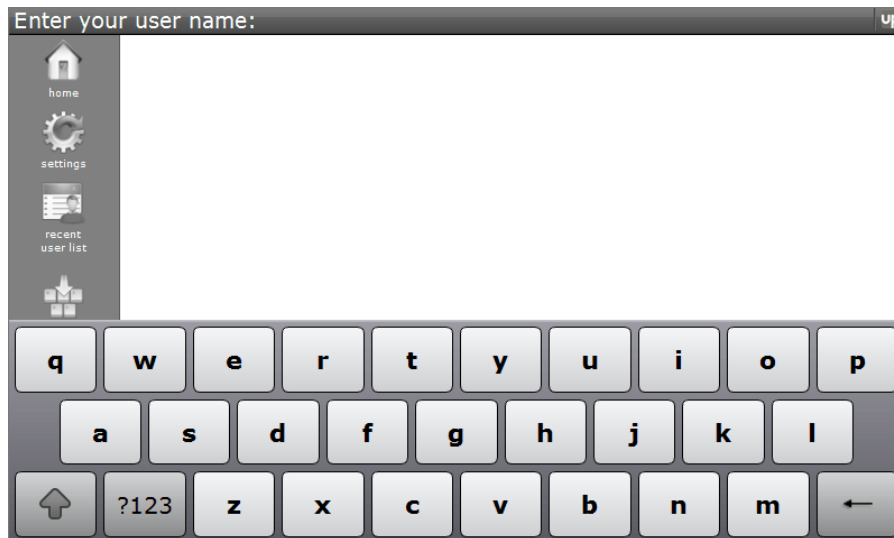 Enter your user name:
home
settings
recent
user list
q w e r t y u i o p
a s d f g h j k l
?123 z x c v b n m